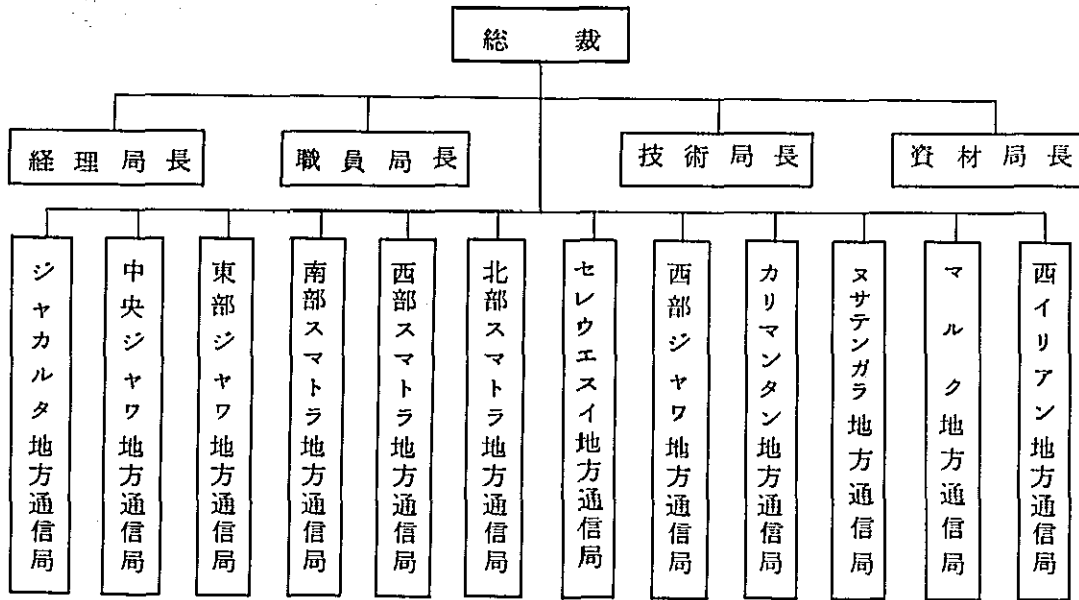 総裁
経理局長
職員局長
技術局長
資材局長
ジャカルタ地方通信局
中央ジャワ地方通信局
東部ジャワ地方通信局
南部スマトラ地方通信局
西部スマトラ地方通信局
北部スマトラ地方通信局
セレウエスイ地方通信局
西部ジャワ地方通信局
カリマンタン地方通信局
ヌサテンガラ地方通信局
マルク地方通信局
西イリアン地方通信局